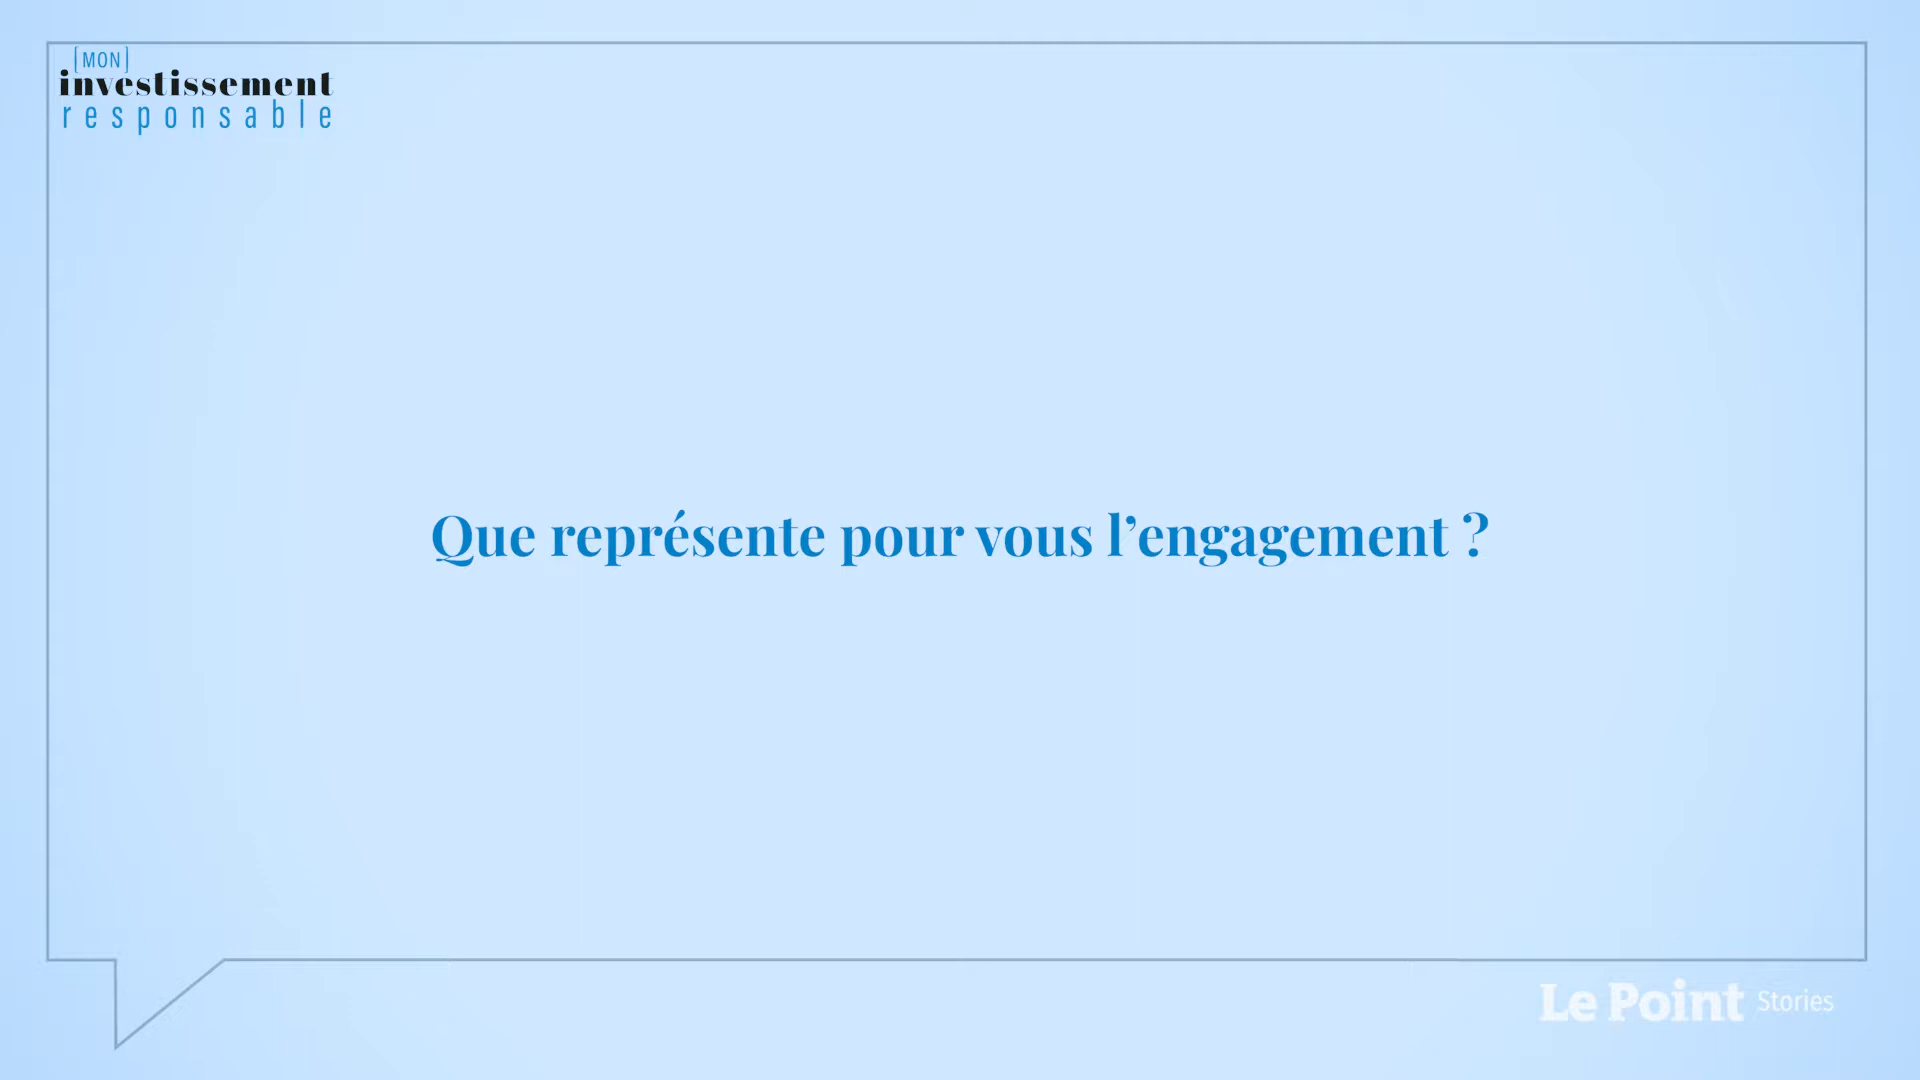 [MON]
investissement
responsable
Que représente pour vous l’engagement ?
Le Point Stories